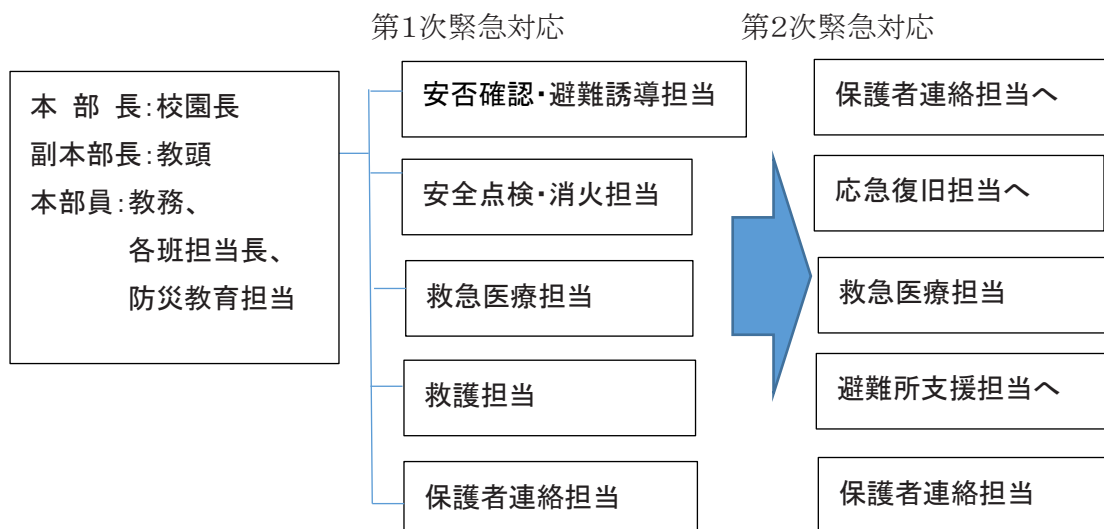 第1次緊急対応
第2次緊急対応
本 部 長：校園長
副本部長：教頭
本部員：教務、
各班担当長、
防災教育担当
安否確認・避難誘導担当
安全点検・消火担当
救急医療担当
救護担当
保護者連絡担当
保護者連絡担当へ
応急復旧担当へ
救急医療担当
避難所支援担当へ
保護者連絡担当